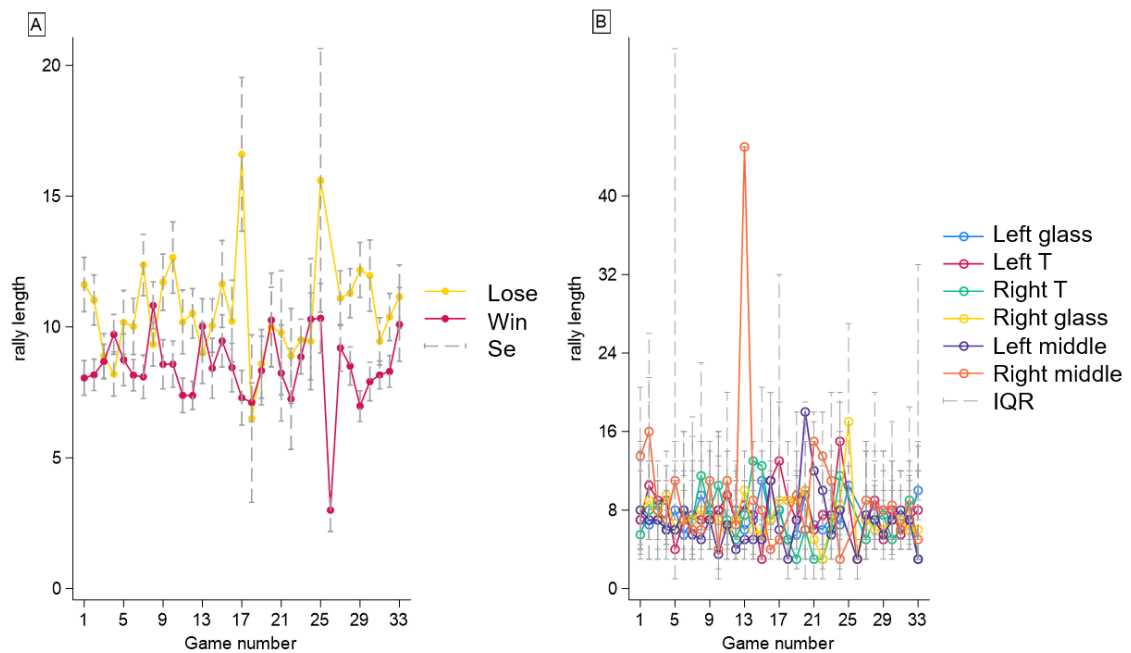 A
rally length
20
15
10
5
0
1 5 9 13 17 21 25 29 33
Game number
Lose
Win
Se
B
rally length
40
32
24
16
8
0
1 5 9 13 17 21 25 29 33
Game number
Left glass
Left T
Right T
Right glass
Left middle
Right middle
IQR